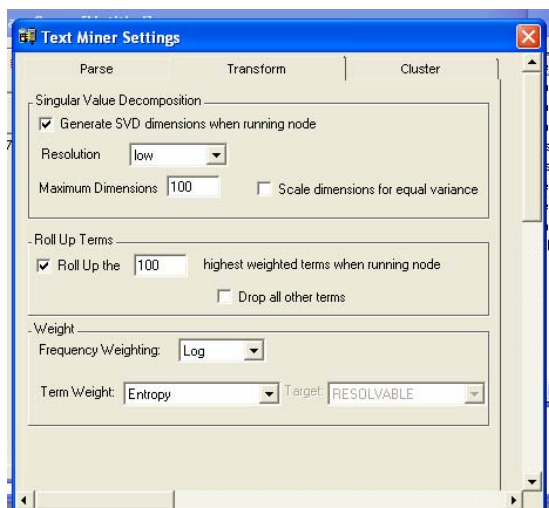 Text Miner Settings
Parse Transform Cluster
Singular Value Decomposition
Generate SVD dimensions when running node
Resolution low
Maximum Dimensions 100 Scale dimensions for equal variance
Roll Up Terms
Roll Up the 100 highest weighted terms when running node
Drop all other terms
Weight
Frequency Weighting: Log
Term Weight: Entropy Target: RESOLVABLE